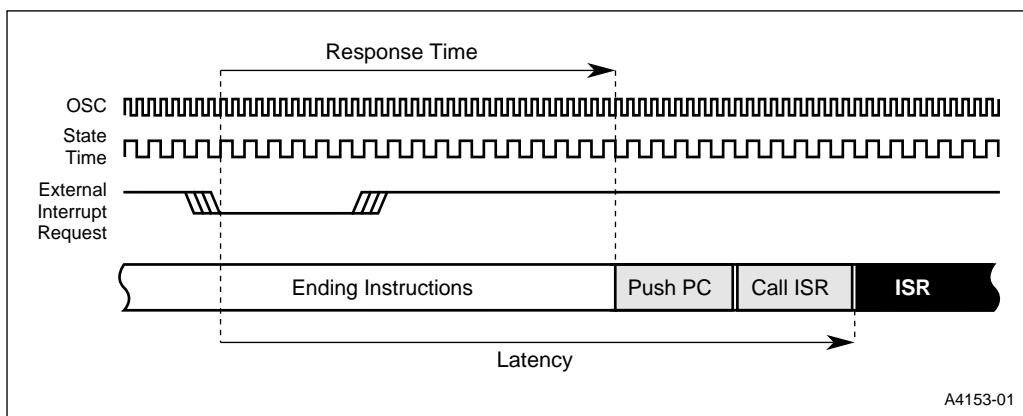 Response Time
OSC
State
Time
External
Interrupt
Request
Ending Instructions
Push PC
Call ISR
ISR
Latency
A4153-01